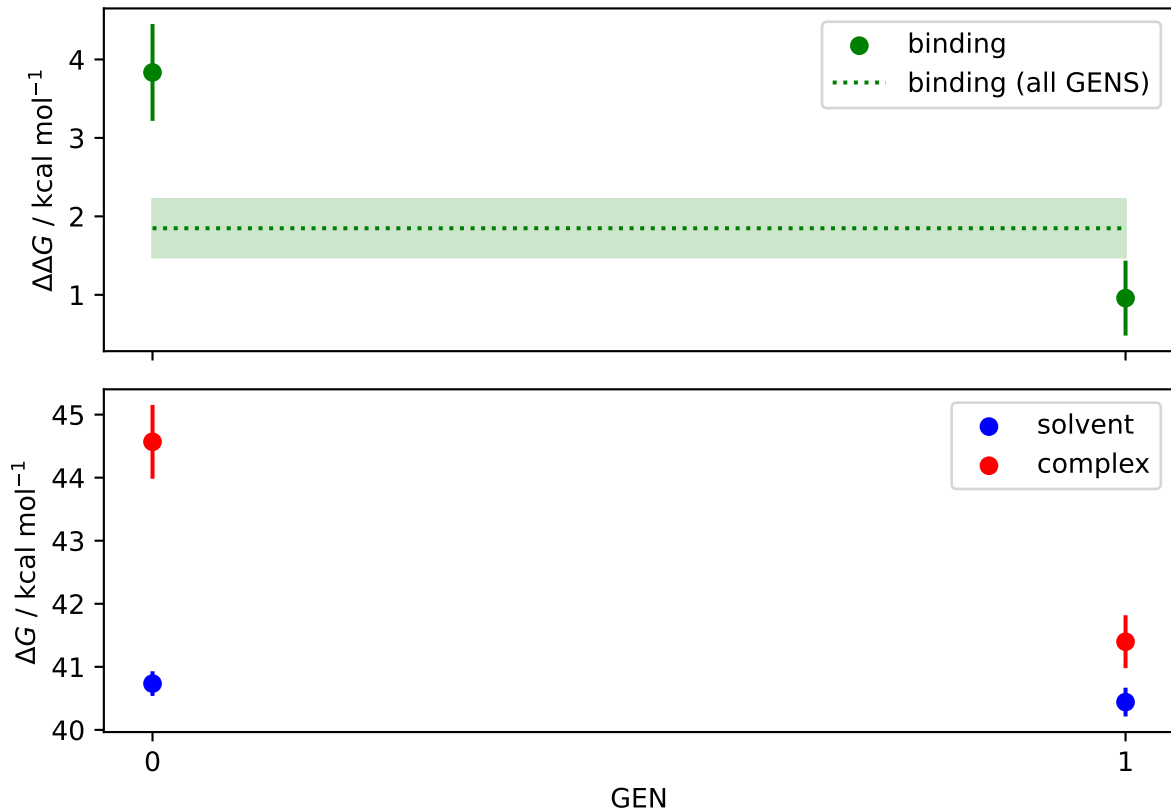 4
3
2
1
ΔΔG / kcal mol⁻¹
binding
binding (all GENS)
45
44
43
42
41
40
ΔG / kcal mol⁻¹
solvent
complex
0
1
GEN